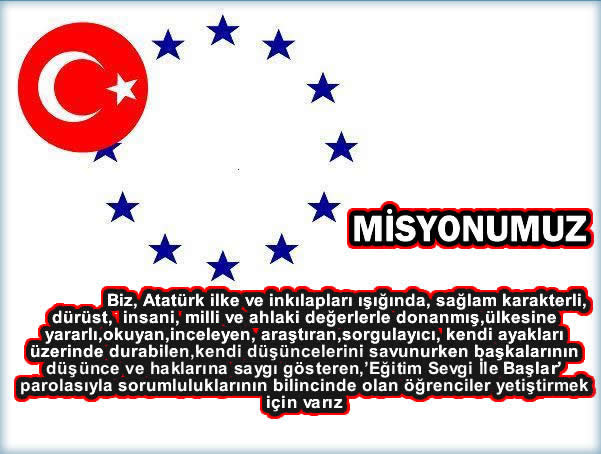 MİSYONUMUZ
Biz, Atatürk ilke ve inkılapları ışığında, sağlam karakterli,
dürüst, insani, milli ve ahlaki değerlerle donanmış,ülkesine
yararlı,okuyan,inceleyen, araştıran,sorgulayıcı, kendi ayakları
üzerinde durabilen,kendi düşüncelerini savunurken başkalarının
düşünce ve haklarına saygı gösteren,'Eğitim Sevgi İle Başlar'
parolasıyla sorumluluklarının bilincinde olan öğrenciler yetiştirmek
için varız